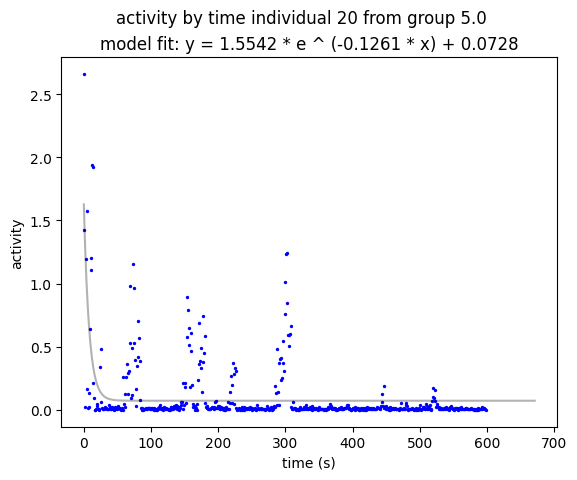 activity by time individual 20 from group 5.0
model fit: y = 1.5542 * e ^ (-0.1261 * x) + 0.0728
2.5
2.0
1.5
1.0
0.5
0.0
activity
0 100 200 300 400 500 600 700
time (s)